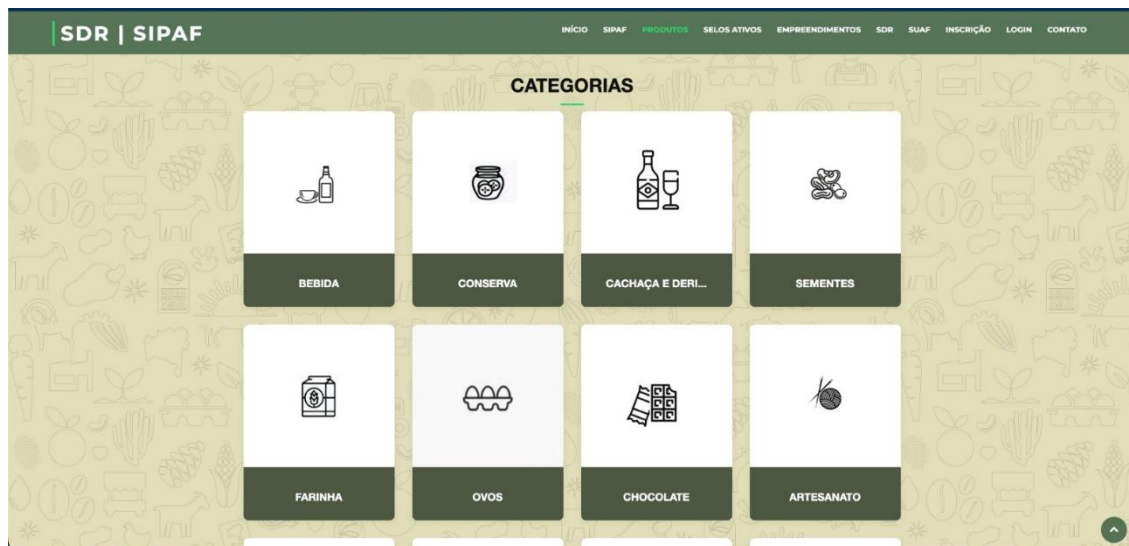 SDR | SIPAF
INÍCIO SIPAF PRODUTOS SELOS ATIVOS EMPREENDIMENTOS SDR SUAF INSCRIÇÃO LOGIN CONTATO
CATEGORIAS
BEBIDA CONSERVA CACHAÇA E DERI... SEMENTES
FARINHA OVOS CHOCOLATE ARTESANATO